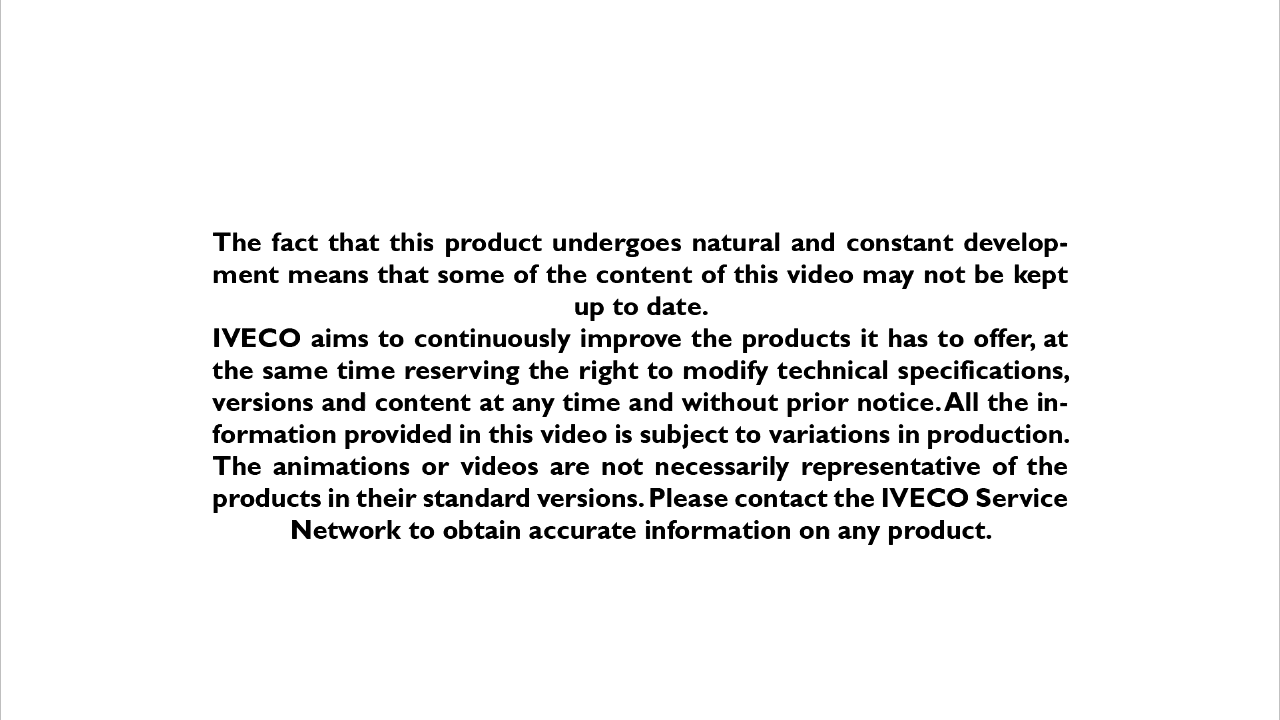 The fact that this product undergoes natural and constant develop-
ment means that some of the content of this video may not be kept
up to date.
IVECO aims to continuously improve the products it has to offer, at
the same time reserving the right to modify technical specifications,
versions and content at any time and without prior notice. All the in-
formation provided in this video is subject to variations in production.
The animations or videos are not necessarily representative of the
products in their standard versions. Please contact the IVECO Service
Network to obtain accurate information on any product.